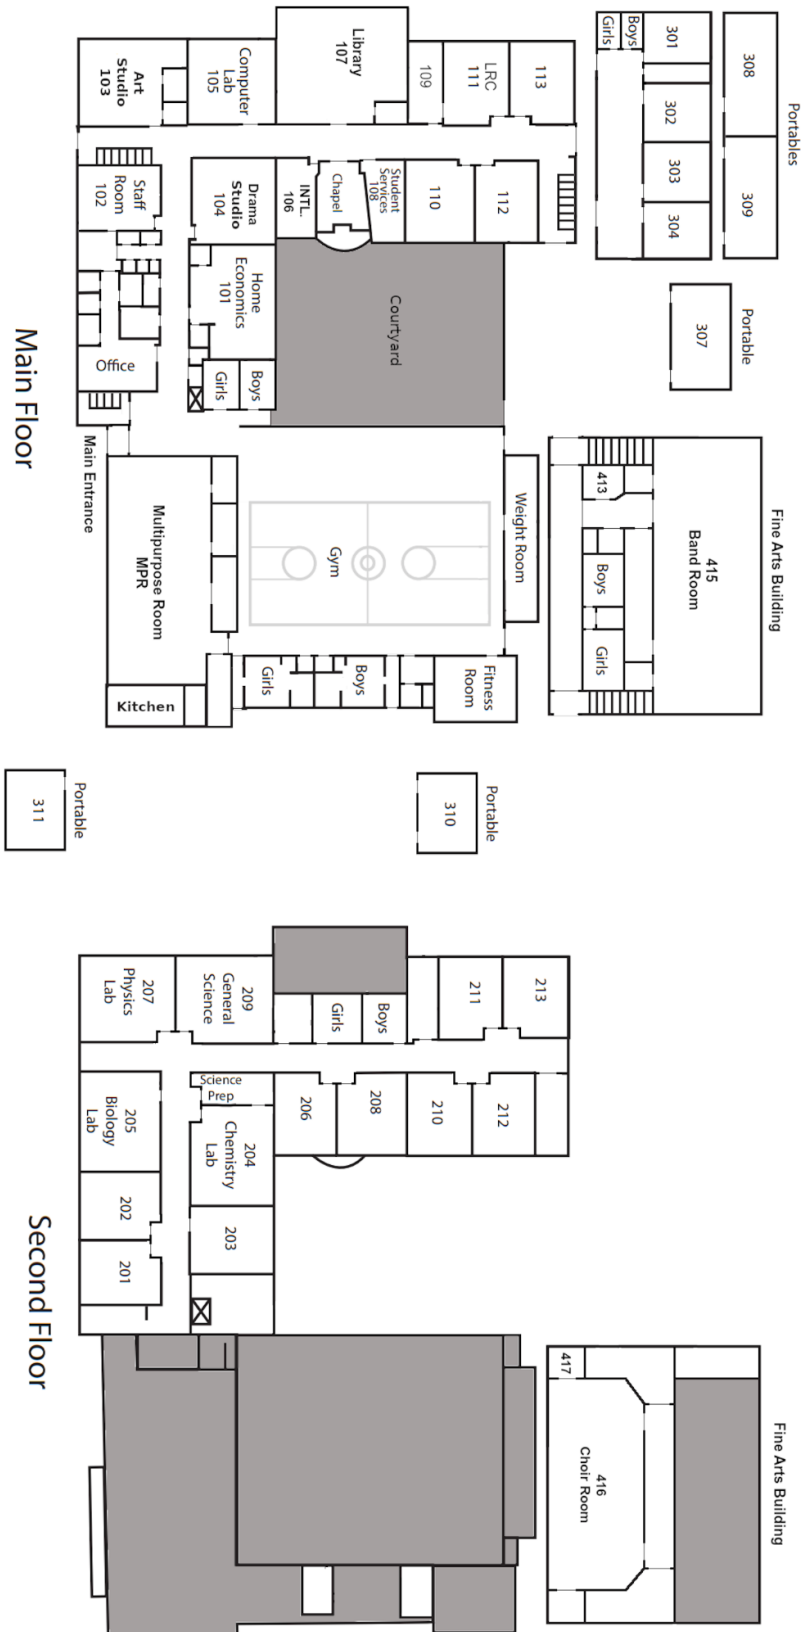 Main Floor
Library
107
Computer
Lab
105
Art
Studio
103
109
LRC
111
113
Girls
Boys
301
302
303
304
308
309
Portables
Staff
Room
102
Drama
Studio
104
INTL.
106
Chapel
Student
Services
108
110
112
Home
Economics
101
Girls
Boys
Office
Courtyard
307
Portable
Main Entrance
Multipurpose Room
MPR
Kitchen
Gym
Weight Room
Girls
Boys
Fitness
Room
413
Boys
Girls
415
Band Room
Fine Arts Building
311
Portable
310
Portable
Second Floor
207
Physics
Lab
209
General
Science
Girls
Boys
211
213
Science
Prep
206
208
210
212
205
Biology
Lab
204
Chemistry
Lab
202
203
201
417
416
Choir Room
Fine Arts Building